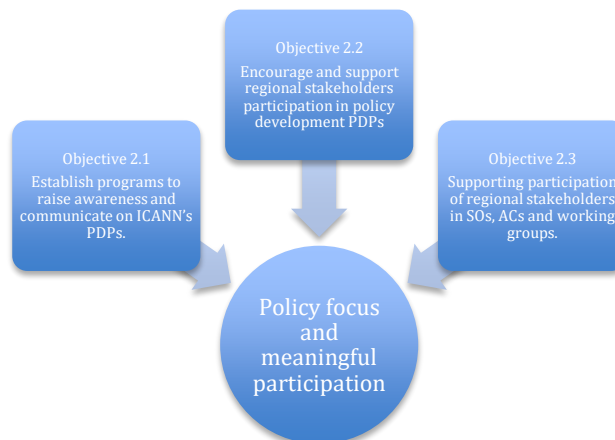 Objective 2.1
Establish programs to
raise awareness and
communicate on ICANN's
PDPs.
Objective 2.2
Encourage and support
regional stakeholders
participation in policy
development PDPs
Objective 2.3
Supporting participation
of regional stakeholders
in SOs, ACs and working
groups.
Policy focus
and
meaningful
participation